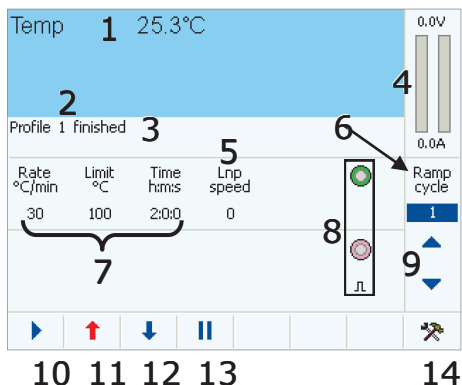 Temp 1 25.3°C
0.0V
4
2
Profile 1 finished 3
0.0A
5
6
Rate °C/min
Limit °C
Time h:m:s
Lnp speed
Ramp cycle
30 100 2:0:0 0
1
7
8
9
10 11 12 13 14